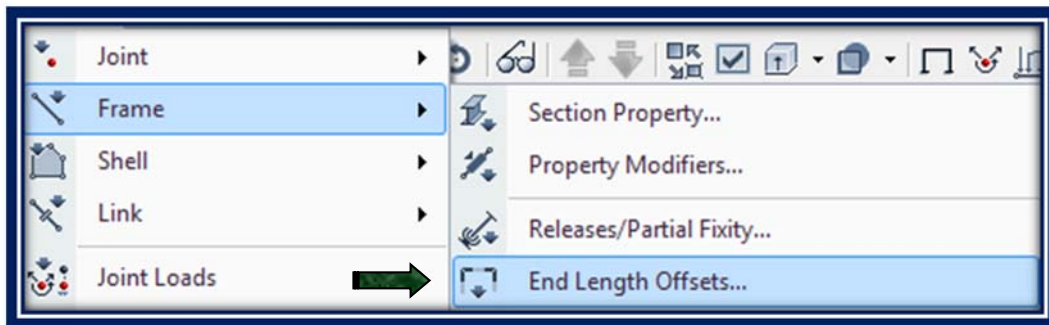 Joint
Frame
Shell
Link
Joint Loads
Section Property...
Property Modifiers...
Releases/Partial Fixity...
End Length Offsets...